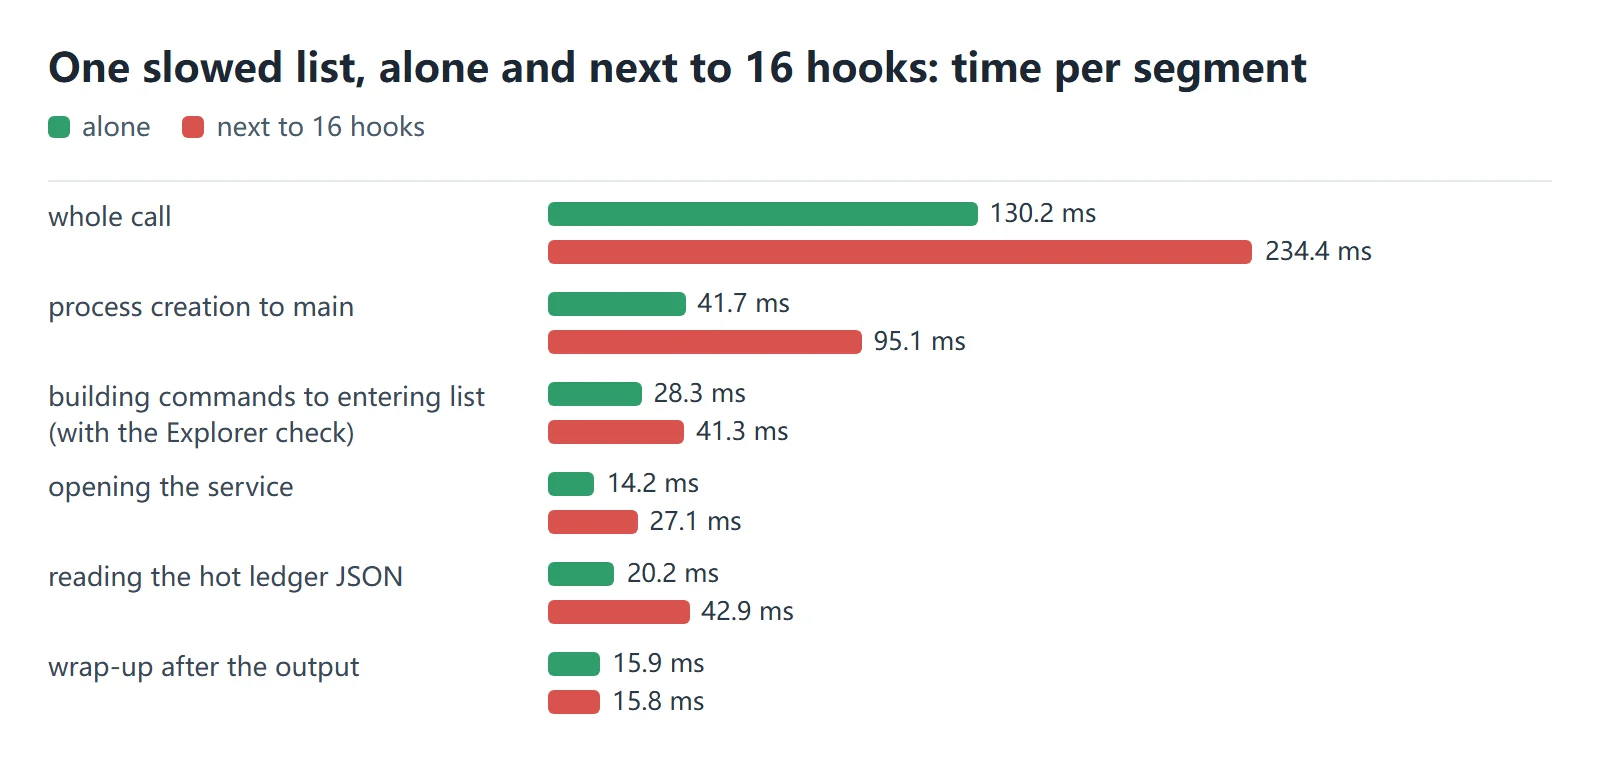 One slowed list, alone and next to 16 hooks: time per segment
alone next to 16 hooks
whole call
130.2 ms
234.4 ms
process creation to main
41.7 ms
95.1 ms
building commands to entering list
(with the Explorer check)
28.3 ms
41.3 ms
opening the service
14.2 ms
27.1 ms
reading the hot ledger JSON
20.2 ms
42.9 ms
wrap-up after the output
15.9 ms
15.8 ms